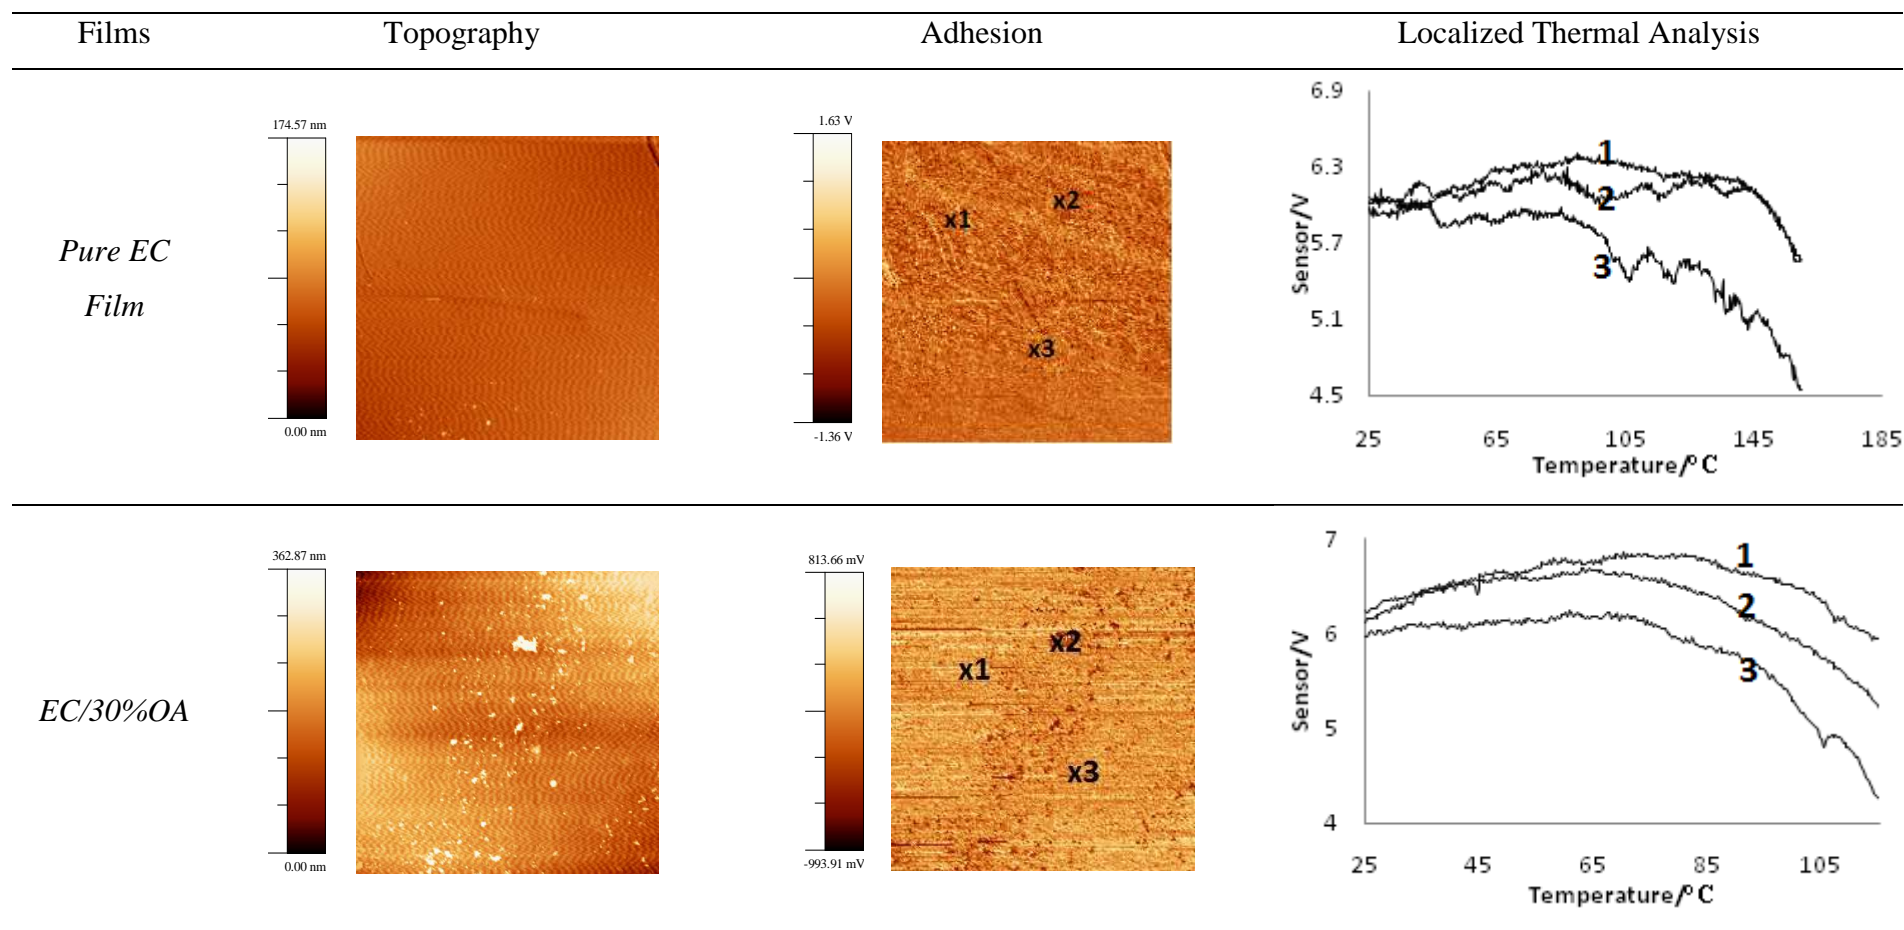 Films Topography Adhesion Localized Thermal Analysis
Pure EC
Film
174.57 nm
0.00 nm
1.63 V
-1.36 V
x1
x2
x3
6.9
6.3
5.7
5.1
4.5
Sensor/V
1
2
3
25 65 105 145 185
Temperature/°C
EC/30%OA
362.87 nm
0.00 nm
813.66 mV
-993.91 mV
x1
x2
x3
7
6
5
4
Sensor/V
1
2
3
25 45 65 85 105
Temperature/°C